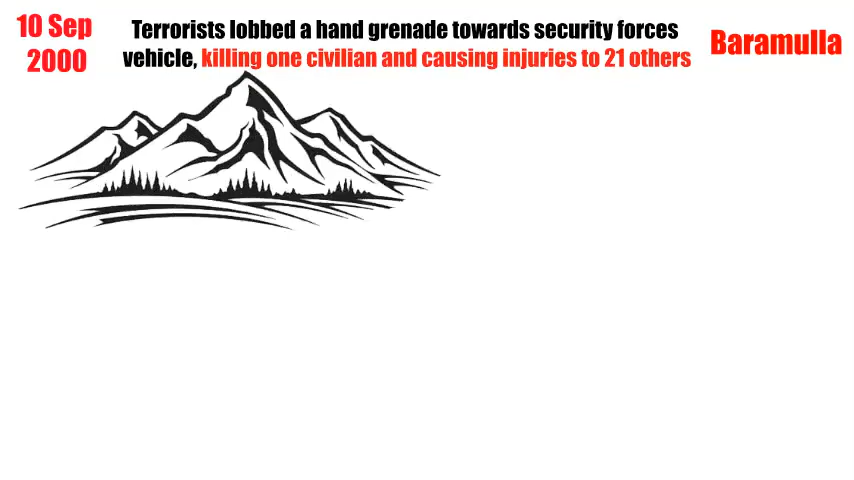 10 Sep
2000
Terrorists lobbed a hand grenade towards security forces
vehicle, killing one civilian and causing injuries to 21 others
Baramulla